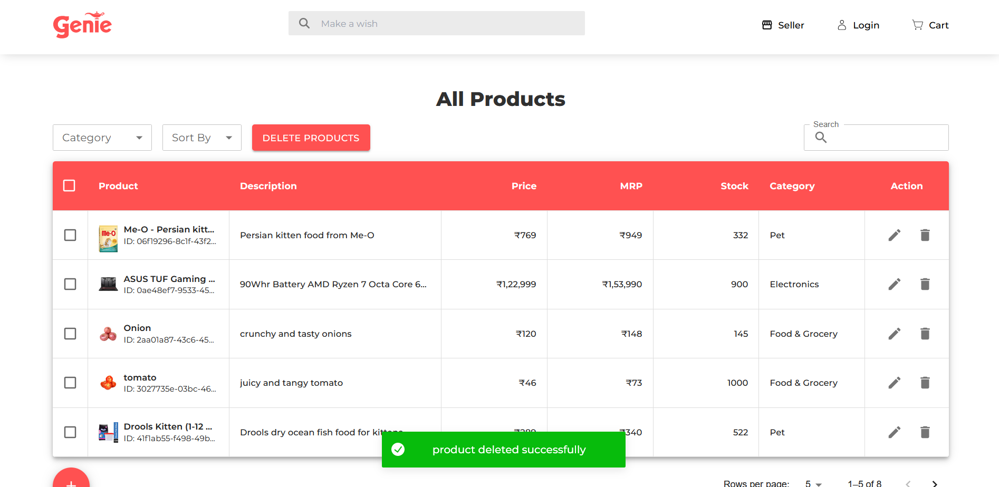 Genie
Make a wish
Seller
Login
Cart
All Products
Category
Sort By
DELETE PRODUCTS
Search
Product Description Price MRP Stock Category Action
Me-O
Me-O - Persian kitt...
ID: 06f19296-8c1f-43f2...
Persian kitten food from Me-O ₹769 ₹949 332 Pet
ASUS TUF Gaming ...
ID: 0ae48ef7-9533-45...
90Whr Battery AMD Ryzen 7 Octa Core 6... ₹1,22,999 ₹1,53,990 900 Electronics
Onion
ID: 2aa01a87-43c6-45...
crunchy and tasty onions ₹120 ₹148 145 Food & Grocery
tomato
ID: 3027735e-03bc-46...
juicy and tangy tomato ₹46 ₹73 1000 Food & Grocery
Drools Kitten (1-12 ...
ID: 41f1ab55-f498-49b...
Drools dry ocean fish food for kittens ₹289 ₹340 522 Pet
product deleted successfully
Rows per page: 5 1–5 of 8